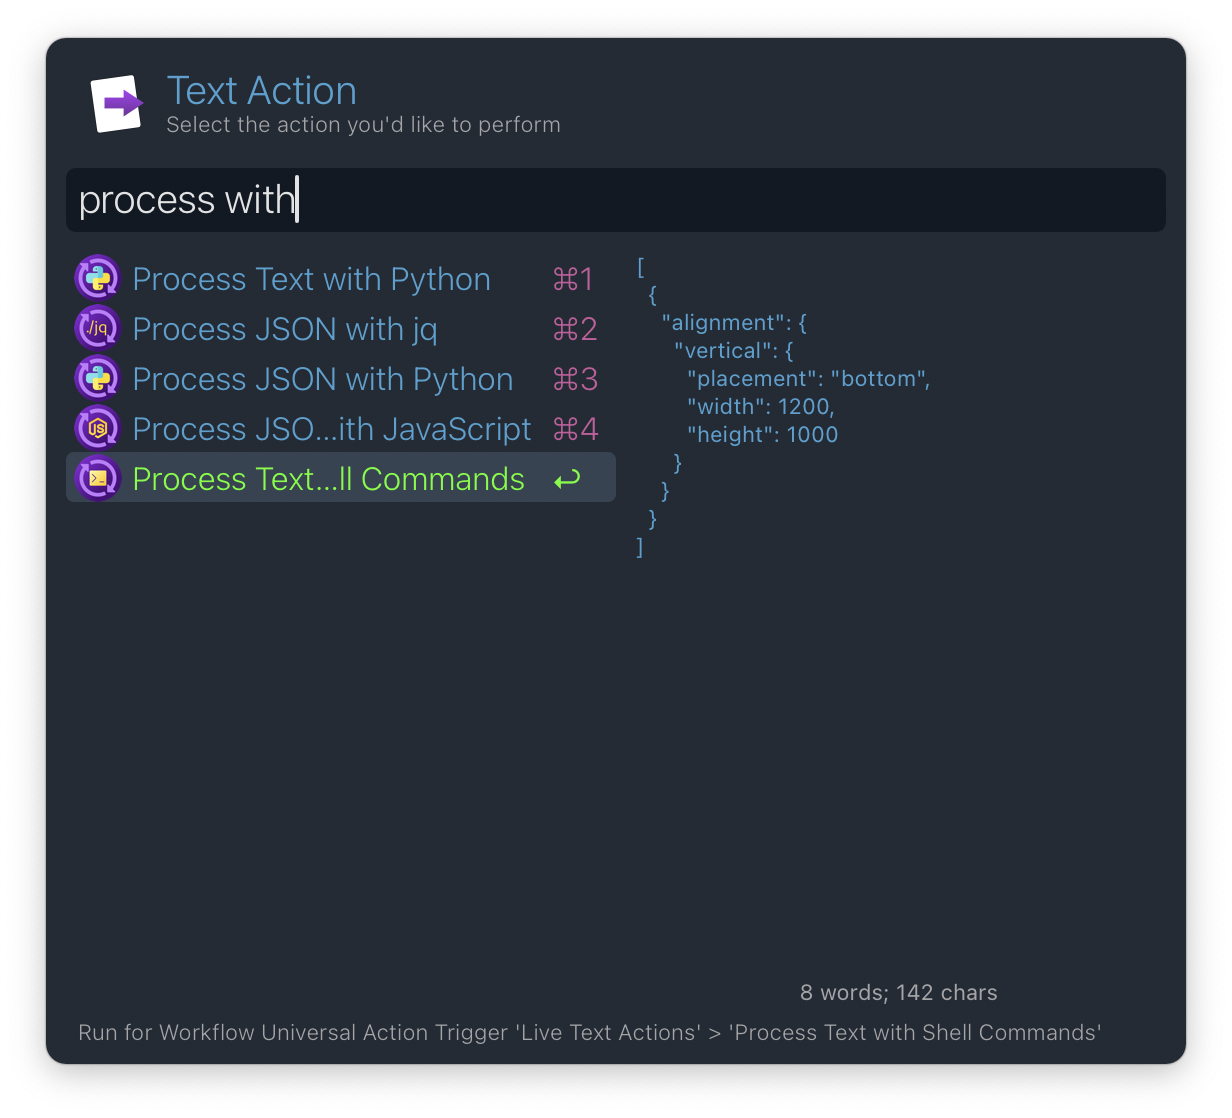 Text Action
Select the action you'd like to perform
process with
Process Text with Python ⌘1
./jq
Process JSON with jq ⌘2
Process JSON with Python ⌘3
JS
Process JSO...ith JavaScript ⌘4
Process Text...ll Commands ↩
[
  {
    "alignment": {
      "vertical": {
        "placement": "bottom",
        "width": 1200,
        "height": 1000
      }
    }
  }
]
8 words; 142 chars
Run for Workflow Universal Action Trigger 'Live Text Actions' > 'Process Text with Shell Commands'